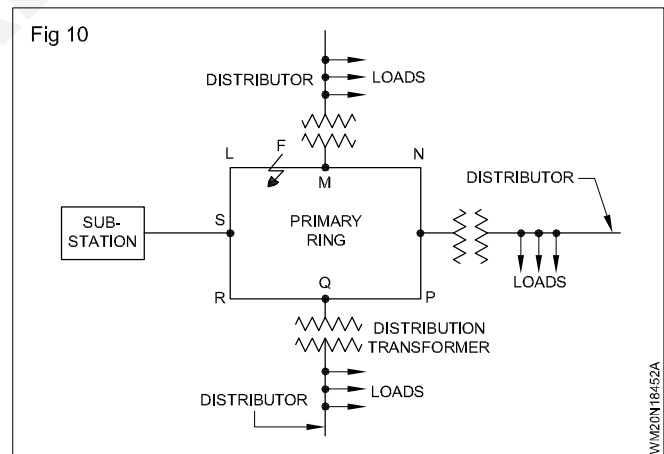 Fig 10
DISTRIBUTOR
LOADS
L
F
M
N
DISTRIBUTOR
SUB-
STATION
S
PRIMARY
RING
LOADS
R
Q
P
DISTRIBUTION
TRANSFORMER
LOADS
DISTRIBUTOR
WM20N18452A